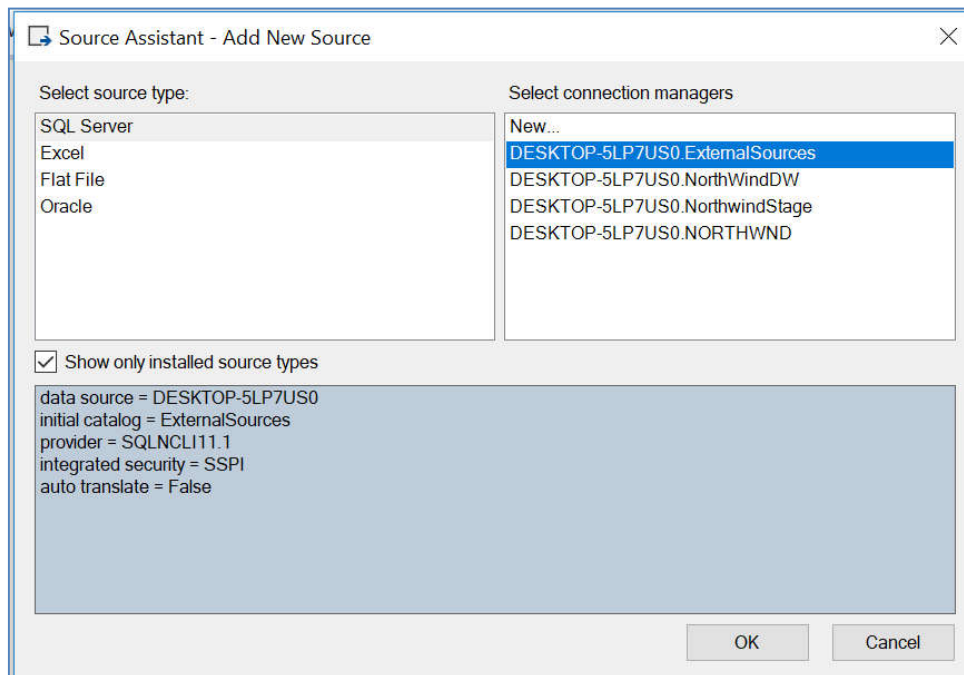 Source Assistant - Add New Source
Select source type:
SQL Server
Excel
Flat File
Oracle
Select connection managers
New...
DESKTOP-5LP7US0.ExternalSources
DESKTOP-5LP7US0.NorthWindDW
DESKTOP-5LP7US0.NorthwindStage
DESKTOP-5LP7US0.NORTHWND
Show only installed source types
data source = DESKTOP-5LP7US0
initial catalog = ExternalSources
provider = SQLNCLI11.1
integrated security = SSPI
auto translate = False
OK
Cancel